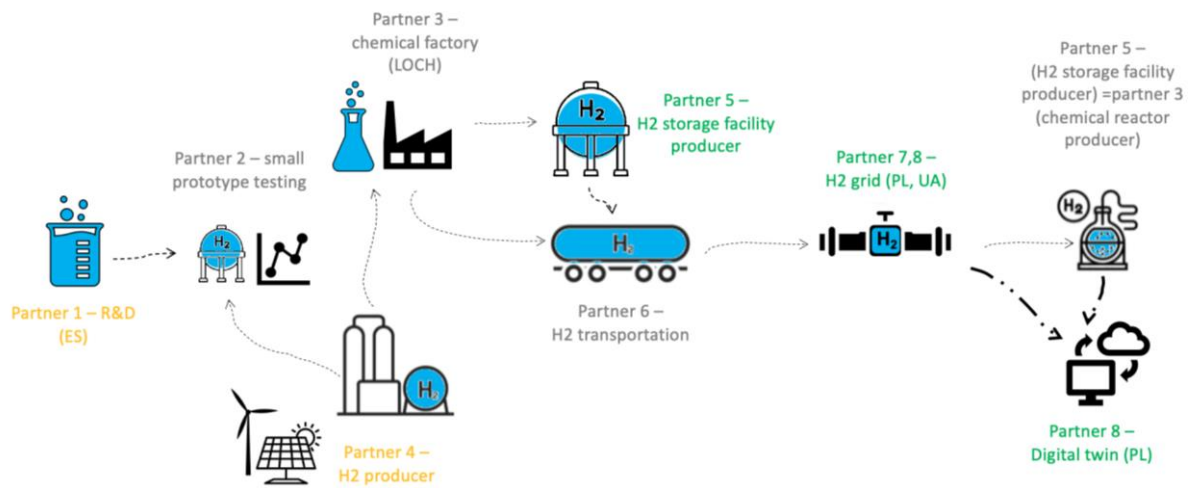 Partner 3 –
chemical factory
(LOCH)
Partner 5 –
(H2 storage facility
producer) =partner 3
(chemical reactor
producer)
H2
Partner 5 –
H2 storage facility
producer
Partner 2 – small
prototype testing
Partner 7,8 –
H2 grid (PL, UA)
H2
H2
H2
H2
Partner 1 – R&D
(ES)
Partner 6 –
H2 transportation
H2
Partner 4 –
H2 producer
Partner 8 –
Digital twin (PL)